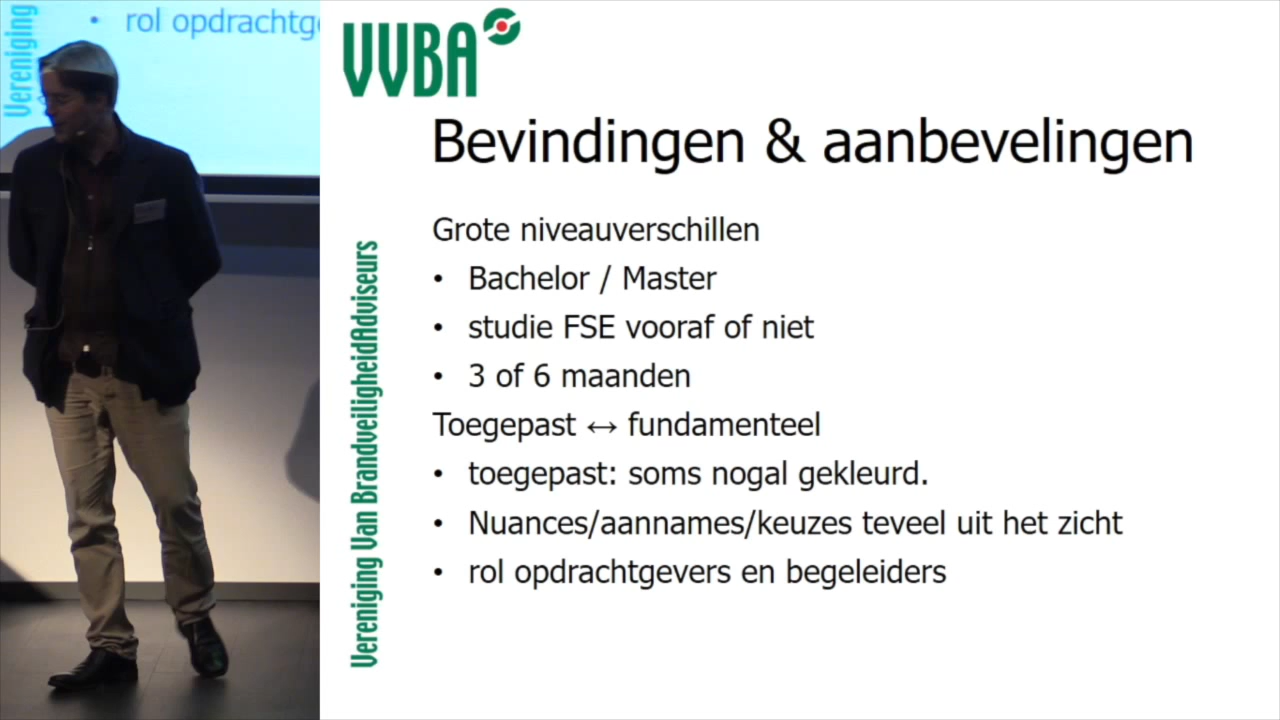 Vereniging
• rol opdrachtg
VVBA
Bevindingen & aanbevelingen
Vereniging Van BrandveiligheidAdviseurs
Grote niveauverschillen
• Bachelor / Master
• studie FSE vooraf of niet
• 3 of 6 maanden
Toegepast ↔ fundamenteel
• toegepast: soms nogal gekleurd.
• Nuances/aannames/keuzes teveel uit het zicht
• rol opdrachtgevers en begeleiders